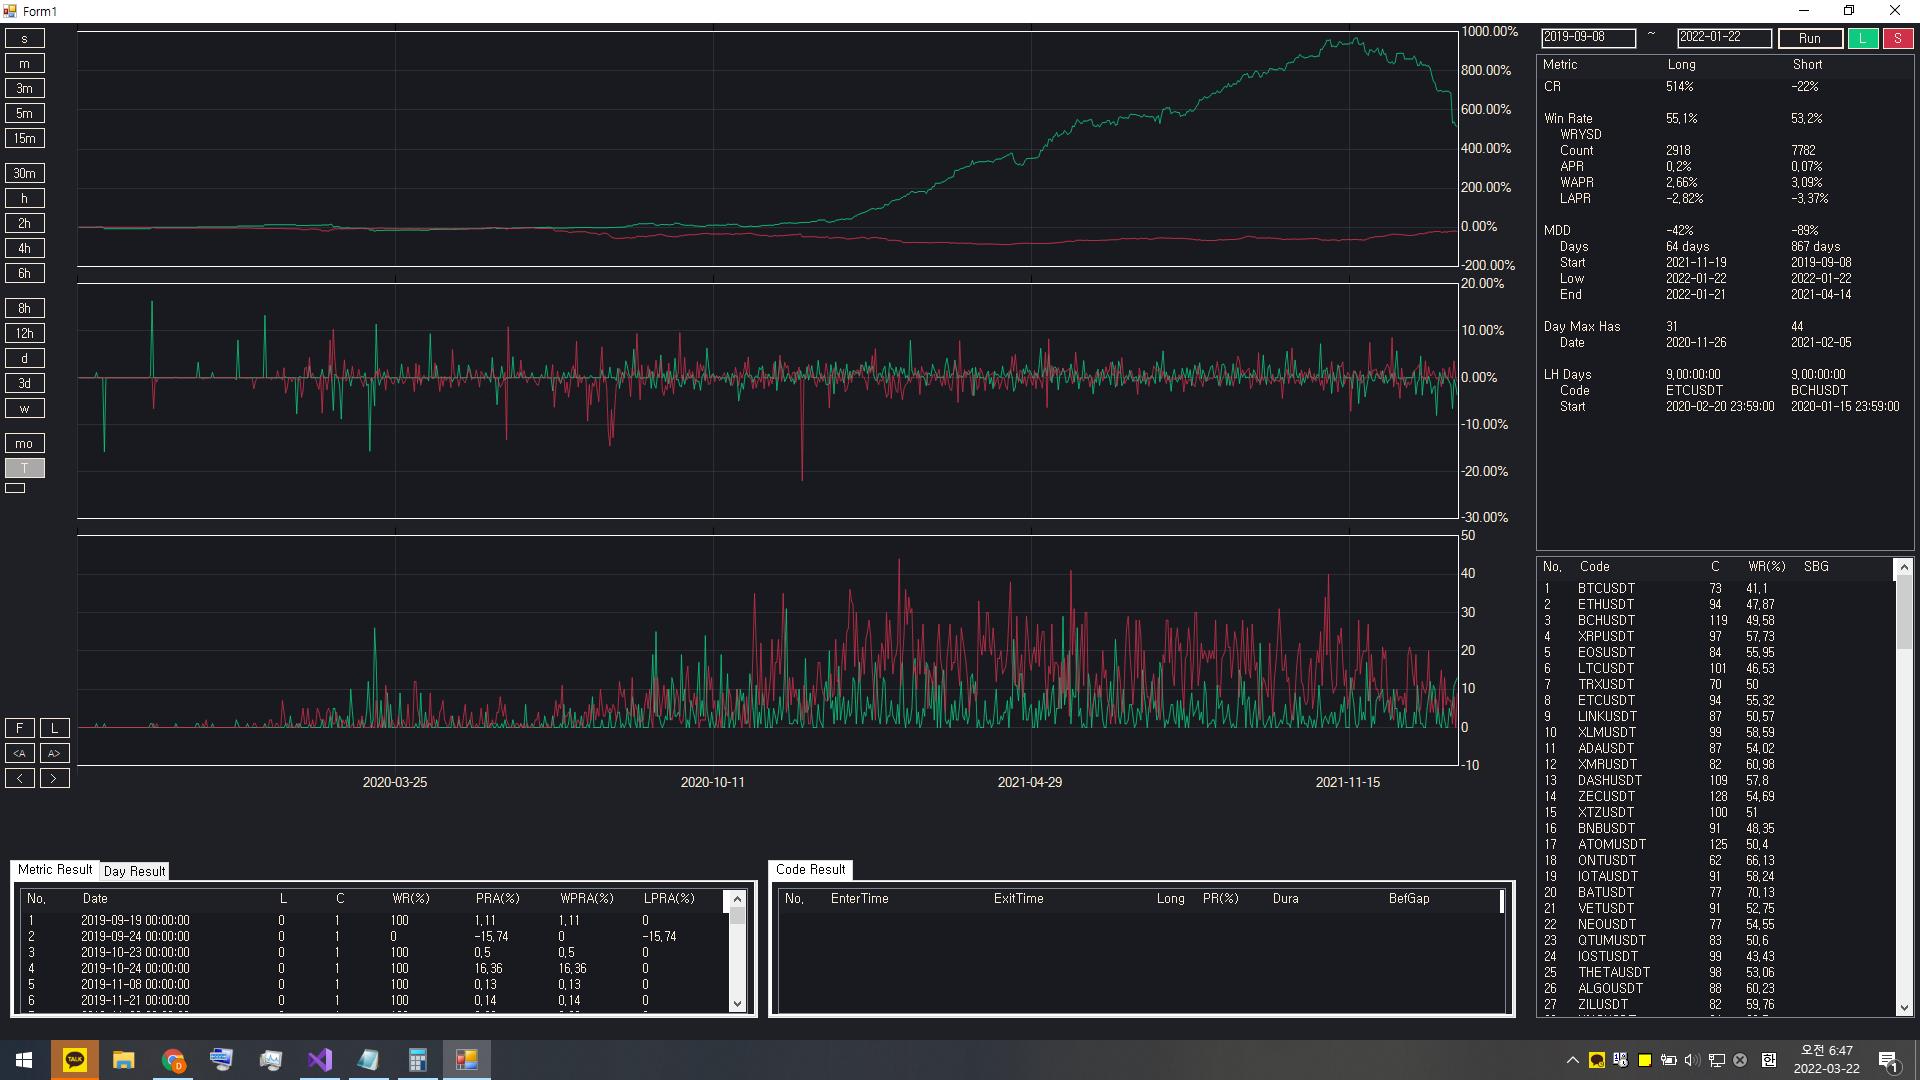 Form1
s
m
3m
5m
15m
30m
h
2h
4h
6h
8h
12h
d
3d
w
mo
T
F L
<A A>
< >
1000.00%
800.00%
600.00%
400.00%
200.00%
0.00%
-200.00%
20.00%
10.00%
0.00%
-10.00%
-20.00%
-30.00%
50
40
30
20
10
0
-10
2020-03-25 2020-10-11 2021-04-29 2021-11-15
2019-09-08 ~ 2022-01-22 Run L S
Metric Long Short
CR 514% -22%
Win Rate 55,1% 53,2%
WRYSD
Count 2918 7782
APR 0,2% 0,07%
WAPR 2,66% 3,09%
LAPR -2,82% -3,37%
MDD -42% -89%
Days 64 days 867 days
Start 2021-11-19 2019-09-08
Low 2022-01-22 2022-01-22
End 2022-01-21 2021-04-14
Day Max Has 31 44
Date 2020-11-26 2021-02-05
LH Days 9,00:00:00 9,00:00:00
Code ETCUSDT BCHUSDT
Start 2020-02-20 23:59:00 2020-01-15 23:59:00
No, Code C WR(%) SBG
1 BTCUSDT 73 41,1
2 ETHUSDT 94 47,87
3 BCHUSDT 119 49,58
4 XRPUSDT 97 57,73
5 EOSUSDT 84 55,95
6 LTCUSDT 101 46,53
7 TRXUSDT 70 50
8 ETCUSDT 94 55,32
9 LINKUSDT 87 50,57
10 XLMUSDT 99 58,59
11 ADAUSDT 87 54,02
12 XMRUSDT 82 60,98
13 DASHUSDT 109 57,8
14 ZECUSDT 128 54,69
15 XTZUSDT 100 51
16 BNBUSDT 91 48,35
17 ATOMUSDT 125 50,4
18 ONTUSDT 62 66,13
19 IOTAUSDT 91 58,24
20 BATUSDT 77 70,13
21 VETUSDT 91 52,75
22 NEOUSDT 77 54,55
23 QTUMUSDT 83 50,6
24 IOSTUSDT 99 43,43
25 THETAUSDT 98 53,06
26 ALGOUSDT 88 60,23
27 ZILUSDT 82 59,76
Metric Result Day Result
No, Date L C WR(%) PRA(%) WPRA(%) LPRA(%)
1 2019-09-19 00:00:00 0 1 100 1,11 1,11 0
2 2019-09-24 00:00:00 0 1 0 -15,74 0 -15,74
3 2019-10-23 00:00:00 0 1 100 0,5 0,5 0
4 2019-10-24 00:00:00 0 1 100 16,36 16,36 0
5 2019-11-08 00:00:00 0 1 100 0,13 0,13 0
6 2019-11-21 00:00:00 0 1 100 0,14 0,14 0
Code Result
No, EnterTime ExitTime Long PR(%) Dura BefGap
TALK
오전 6:47
2022-03-22
1